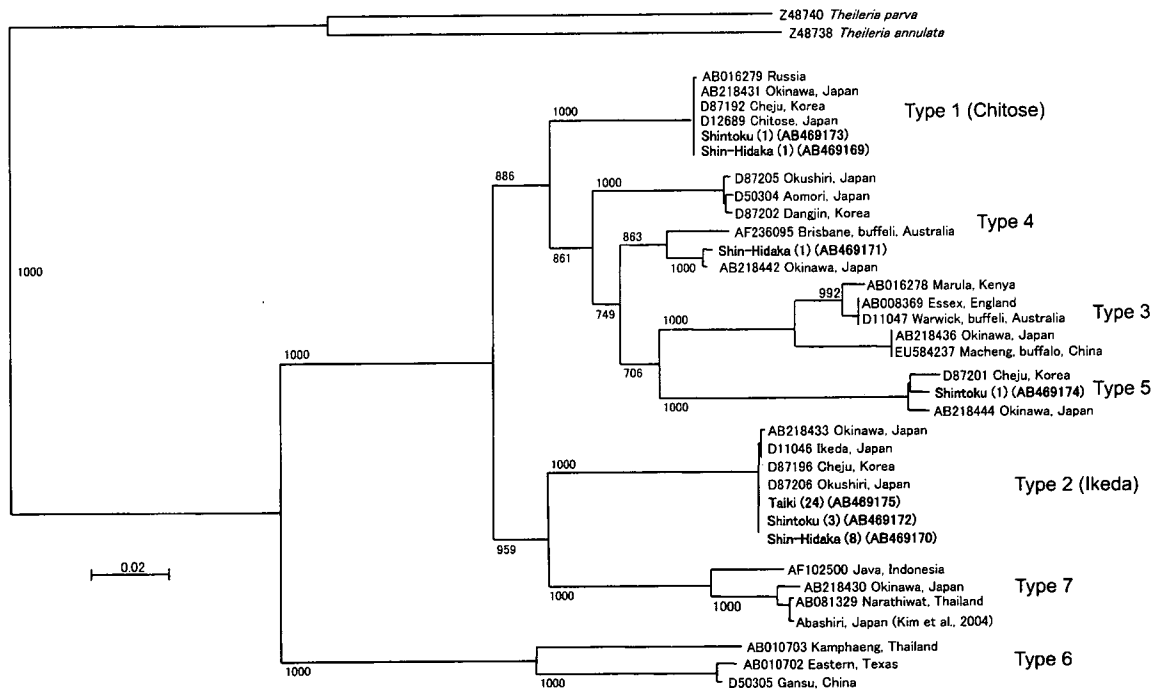 Z48740 Theileria parva
Z48738 Theileria annulata
AB016279 Russia
AB218431 Okinawa, Japan
D87192 Cheju, Korea
D12689 Chitose, Japan
Shintoku (1) (AB469173)
Shin-Hidaka (1) (AB469169)
Type 1 (Chitose)
1000
886
1000
D87205 Okushiri, Japan
D50304 Aomori, Japan
D87202 Dangjin, Korea
Type 4
861
863
AF236095 Brisbane, buffeli, Australia
Shin-Hidaka (1) (AB469171)
AB218442 Okinawa, Japan
1000
1000
749
992
AB016278 Marula, Kenya
AB008369 Essex, England
D11047 Warwick, buffeli, Australia
AB218436 Okinawa, Japan
EU584237 Macheng, buffalo, China
Type 3
1000
1000
706
D87201 Cheju, Korea
Shintoku (1) (AB469174)
AB218444 Okinawa, Japan
Type 5
1000
AB218433 Okinawa, Japan
D11046 Ikeda, Japan
D87196 Cheju, Korea
D87206 Okushiri, Japan
Taiki (24) (AB469175)
Shintoku (3) (AB469172)
Shin-Hidaka (8) (AB469170)
Type 2 (Ikeda)
1000
959
0.02
AF102500 Java, Indonesia
AB218430 Okinawa, Japan
AB081329 Narathiwat, Thailand
Abashiri, Japan (Kim et al., 2004)
Type 7
1000
1000
AB010703 Kamphaeng, Thailand
AB010702 Eastern, Texas
D50305 Gansu, China
Type 6
1000
1000